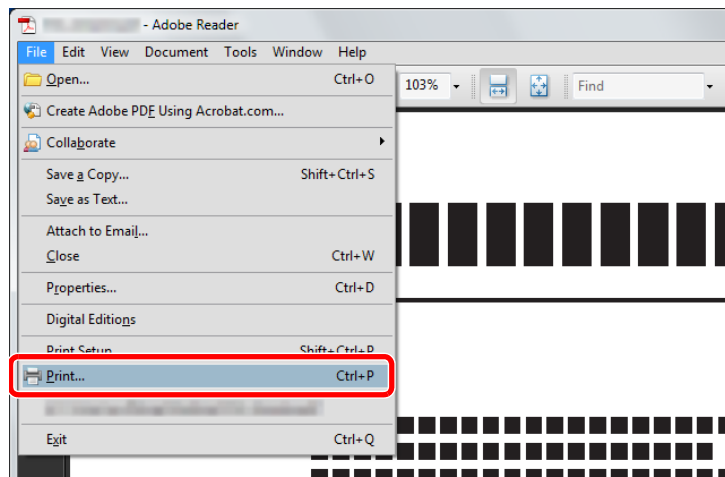 - Adobe Reader
File Edit View Document Tools Window Help
103% Find
Open... Ctrl+O
Create Adobe PDF Using Acrobat.com...
Collaborate
Save a Copy... Shift+Ctrl+S
Save as Text...
Attach to Email...
Close Ctrl+W
Properties... Ctrl+D
Digital Editions
Print Setup Shift+Ctrl+P
Print... Ctrl+P
Exit Ctrl+Q